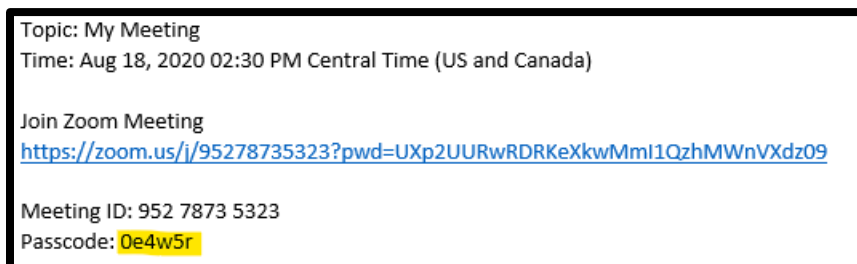 Topic: My Meeting
Time: Aug 18, 2020 02:30 PM Central Time (US and Canada)
Join Zoom Meeting
https://zoom.us/j/95278735323?pwd=UXp2UURwRDRKeXkwMmI1QzhMWnVXdz09
Meeting ID: 952 7873 5323
Passcode: 0e4w5r